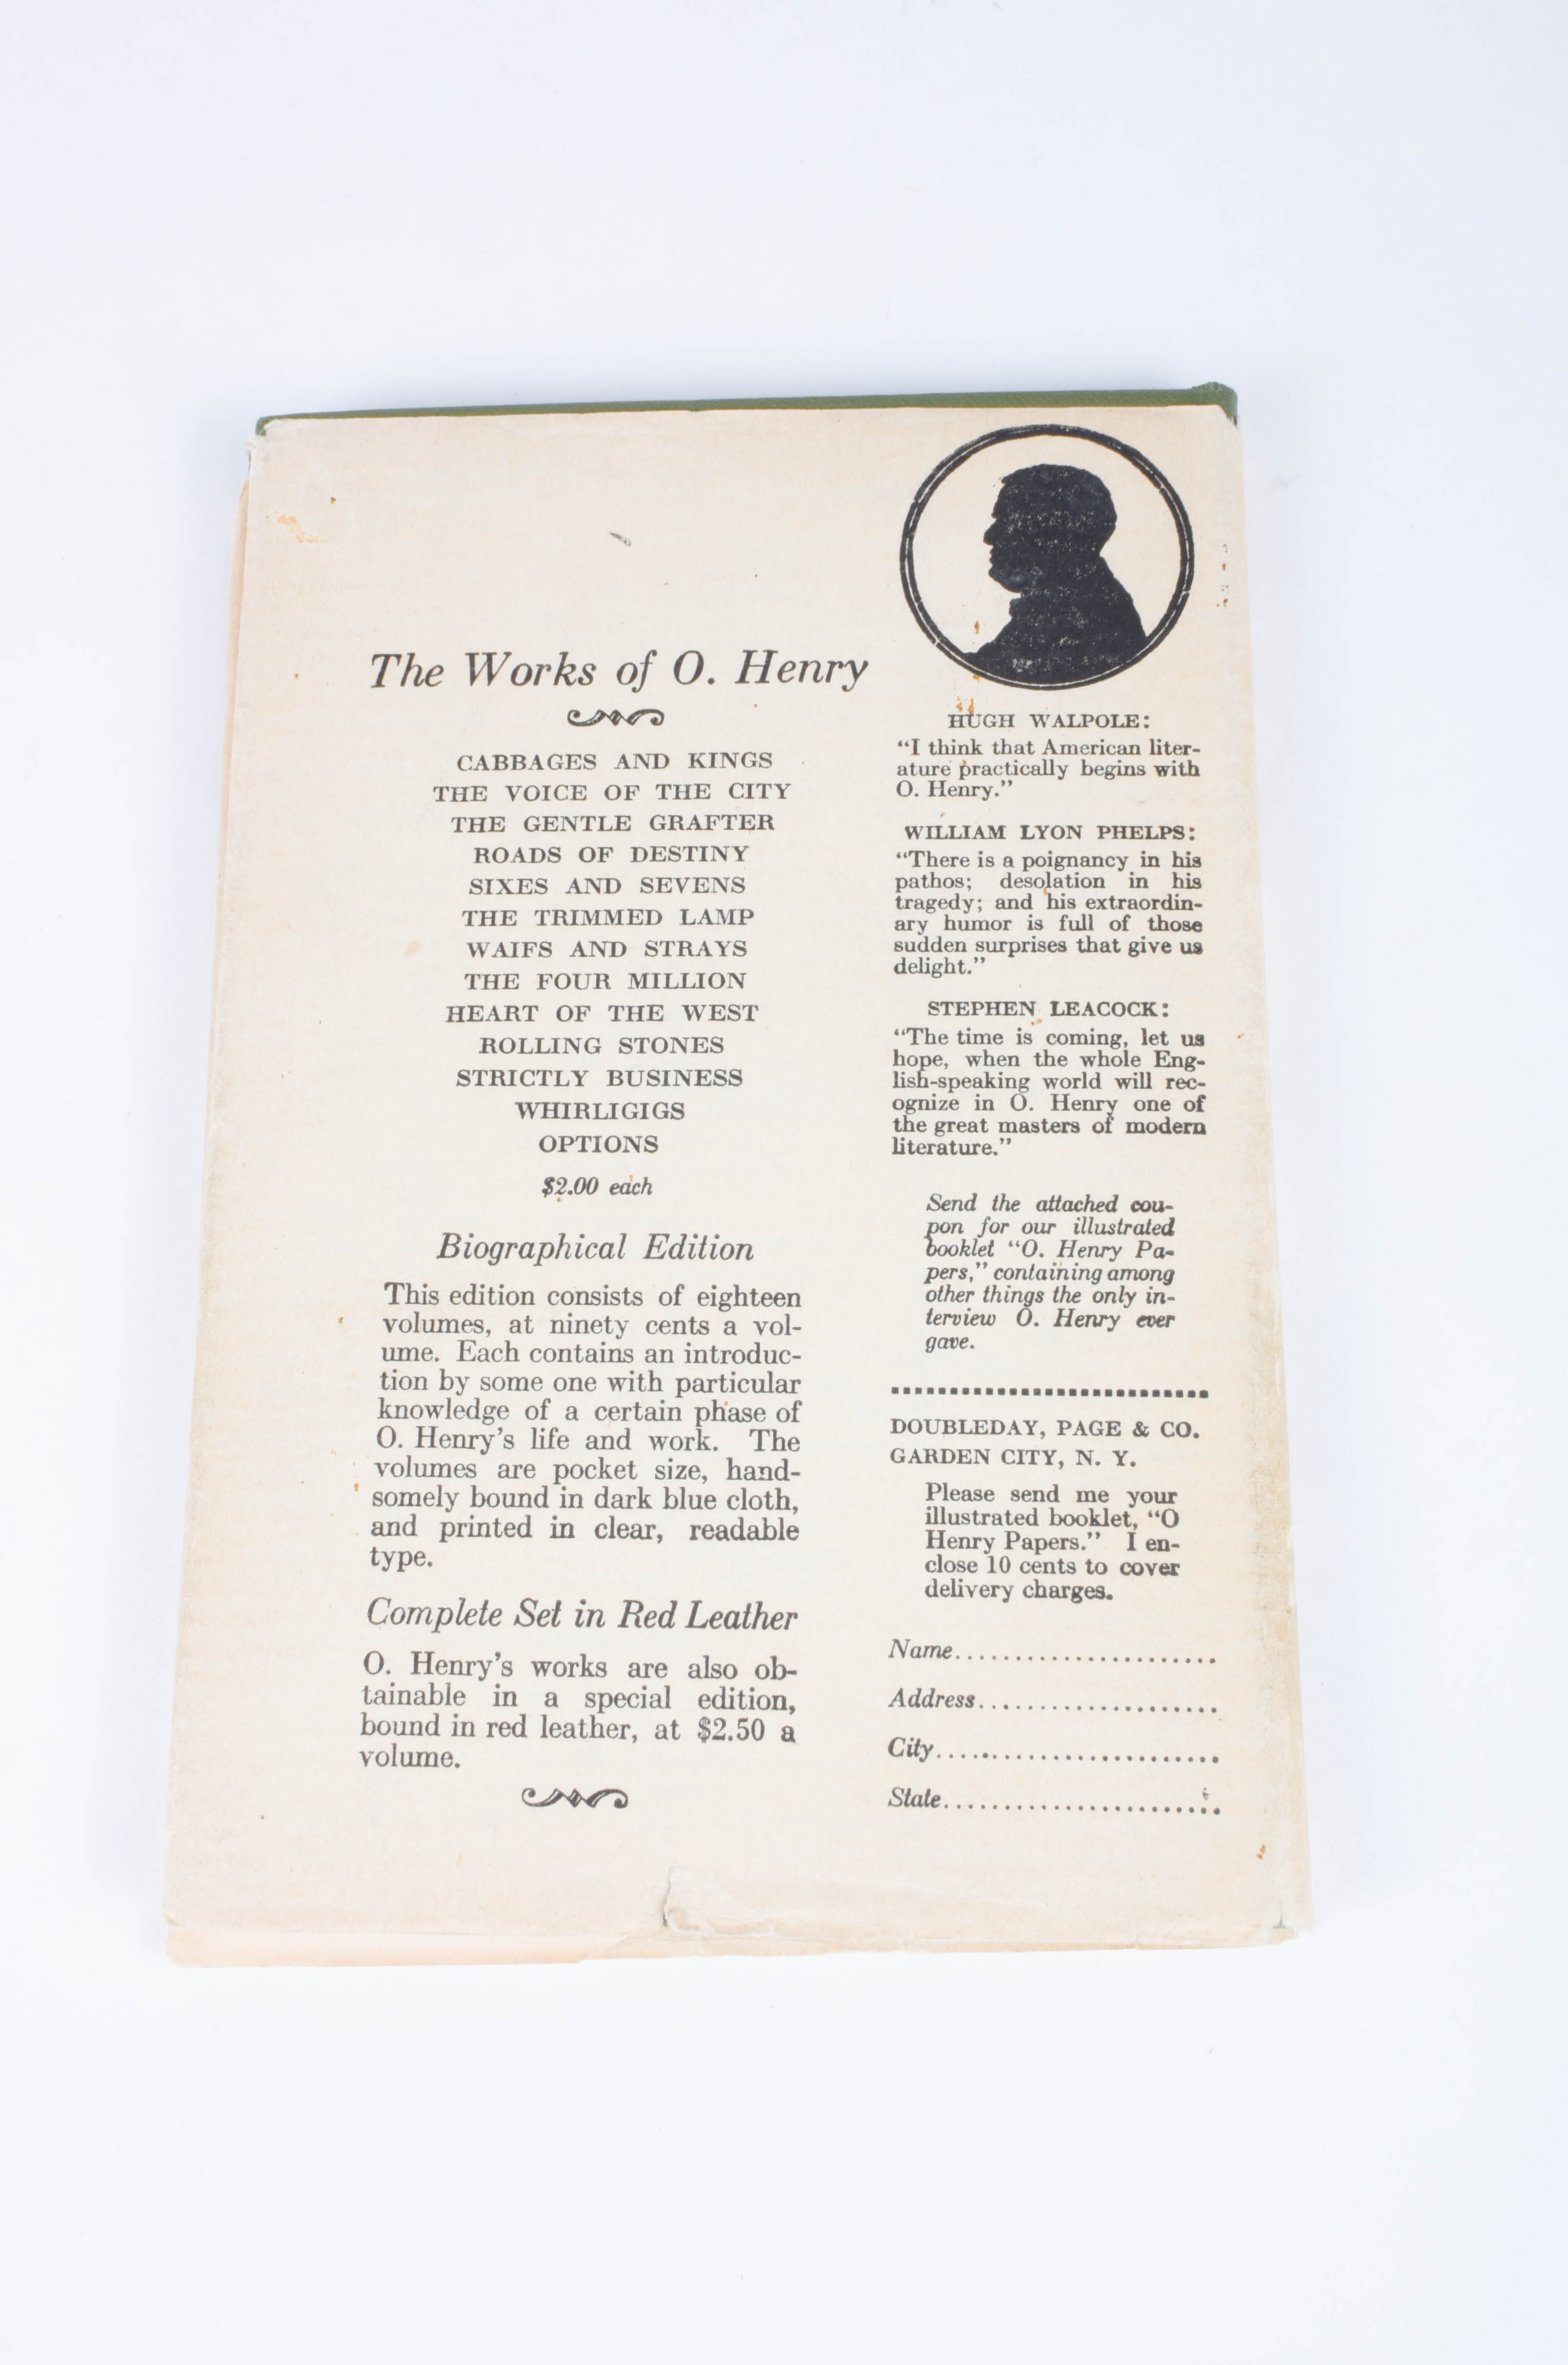 The Works of O. Henry
CABBAGES AND KINGS
THE VOICE OF THE CITY
THE GENTLE GRAFTER
ROADS OF DESTINY
SIXES AND SEVENS
THE TRIMMED LAMP
WAIFS AND STRAYS
THE FOUR MILLION
HEART OF THE WEST
ROLLING STONES
STRICTLY BUSINESS
WHIRLIGIGS
OPTIONS
$2.00 each
Biographical Edition
This edition consists of eighteen
volumes, at ninety cents a vol-
ume. Each contains an introduc-
tion by some one with particular
knowledge of a certain phase of
O. Henry's life and work. The
volumes are pocket size, hand-
somely bound in dark blue cloth,
and printed in clear, readable
type.
Complete Set in Red Leather
O. Henry's works are also ob-
tainable in a special edition,
bound in red leather, at $2.50 a
volume.
HUGH WALPOLE:
"I think that American liter-
ature practically begins with
O. Henry."
WILLIAM LYON PHELPS:
"There is a poignancy in his
pathos; desolation in his
tragedy; and his extraordin-
ary humor is full of those
sudden surprises that give us
delight."
STEPHEN LEACOCK:
"The time is coming, let us
hope, when the whole Eng-
lish-speaking world will rec-
ognize in O. Henry one of
the great masters of modern
literature."
Send the attached cou-
pon for our illustrated
booklet "O. Henry Pa-
pers," containing among
other things the only in-
terview O. Henry ever
gave.
DOUBLEDAY, PAGE & CO.
GARDEN CITY, N. Y.
Please send me your
illustrated booklet, "O
Henry Papers." I en-
close 10 cents to cover
delivery charges.
Name......................
Address....................
City........................
State.......................